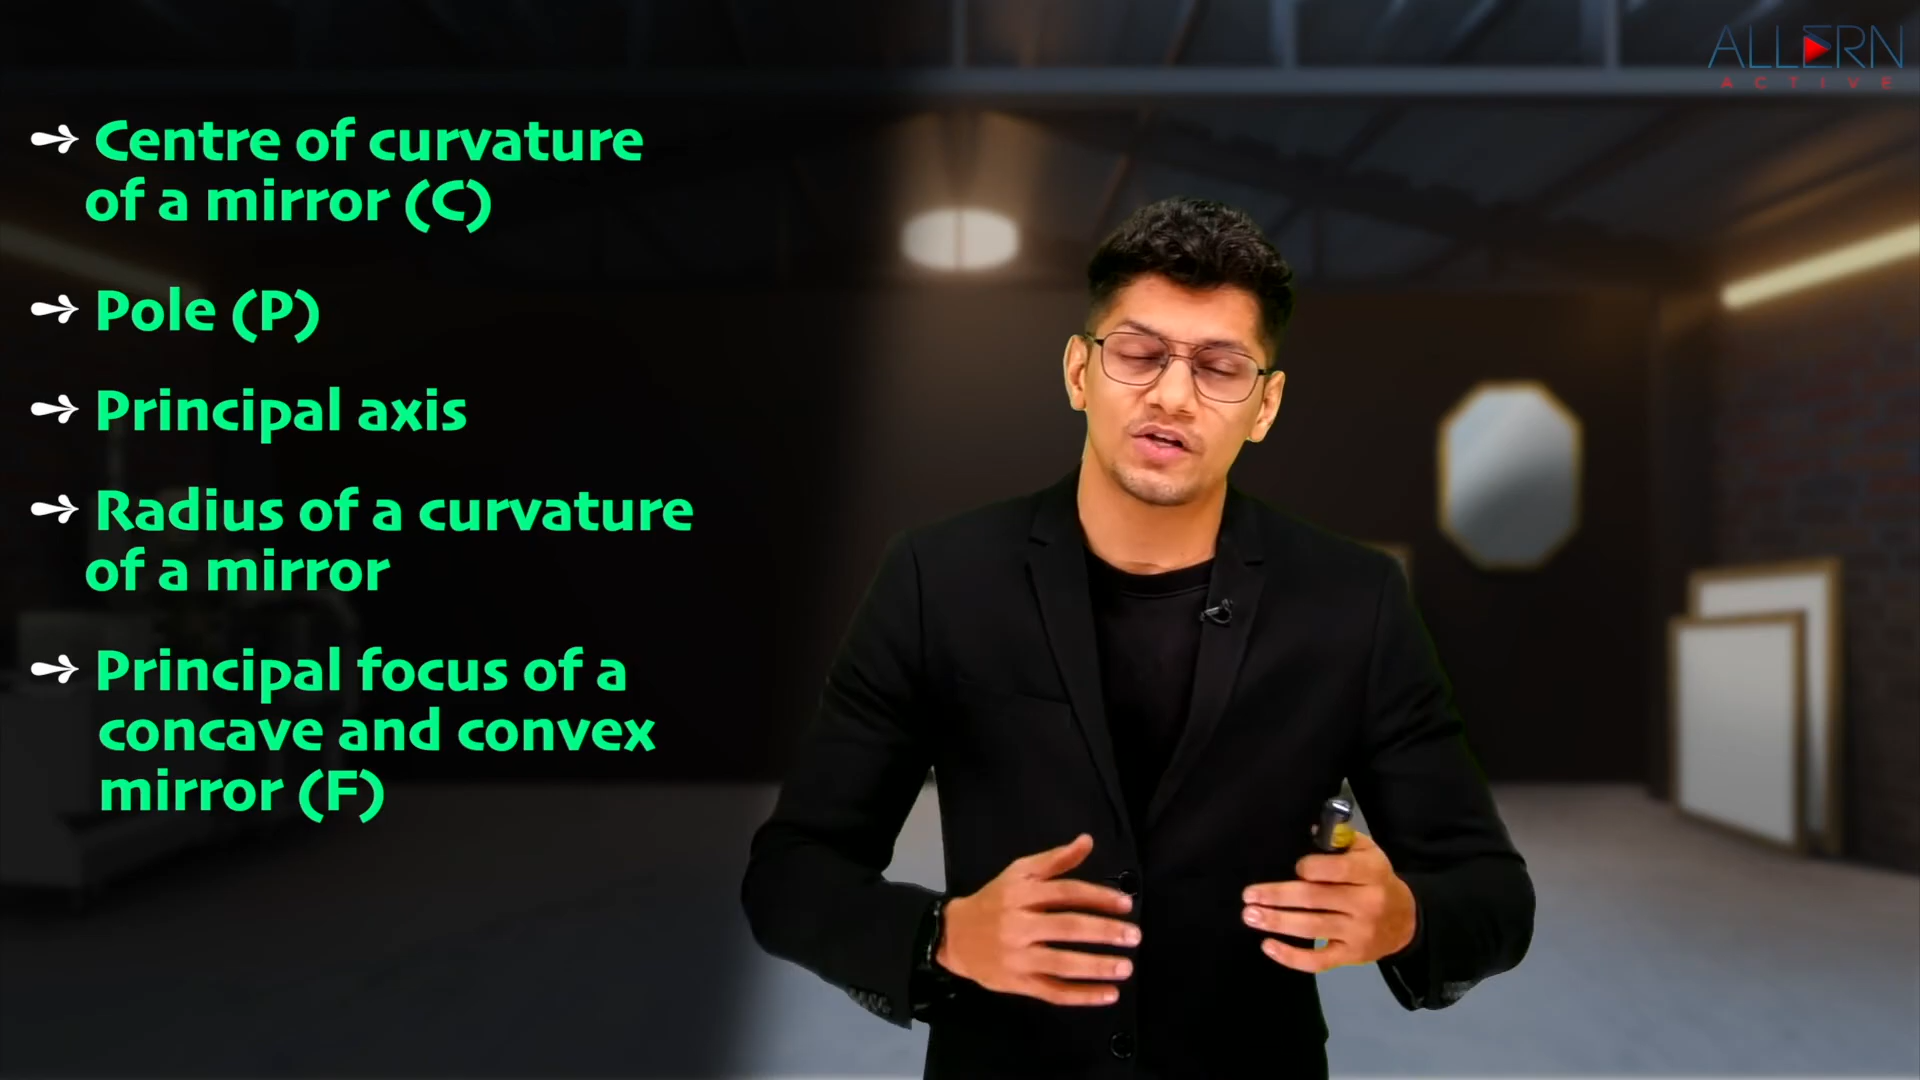 ALLERN
ACTIVE
➻ Centre of curvature
of a mirror (C)
➻ Pole (P)
➻ Principal axis
➻ Radius of a curvature
of a mirror
➻ Principal focus of a
concave and convex
mirror (F)